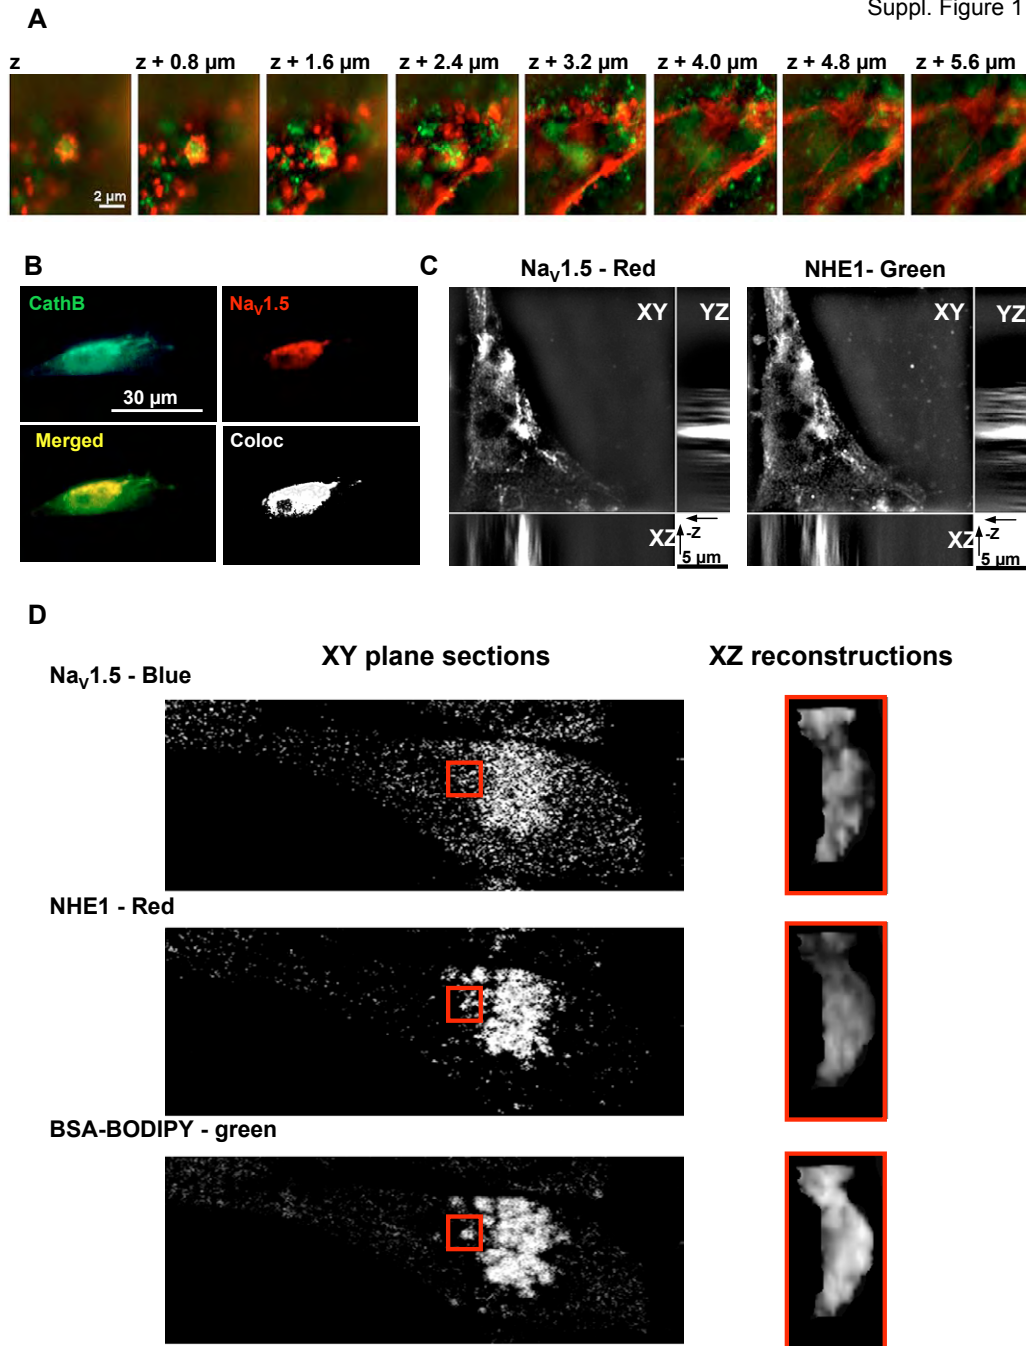 Suppl. Figure 1
A
z z + 0.8 µm z + 1.6 µm z + 2.4 µm z + 3.2 µm z + 4.0 µm z + 4.8 µm z + 5.6 µm
2 µm
B
CathB
NaV1.5
30 µm
Merged
Coloc
C
NaV1.5 - Red
NHE1- Green
XY
YZ
XY
YZ
XZ
-Z
5 µm
XZ
-Z
5 µm
D
XY plane sections
XZ reconstructions
NaV1.5 - Blue
NHE1 - Red
BSA-BODIPY - green